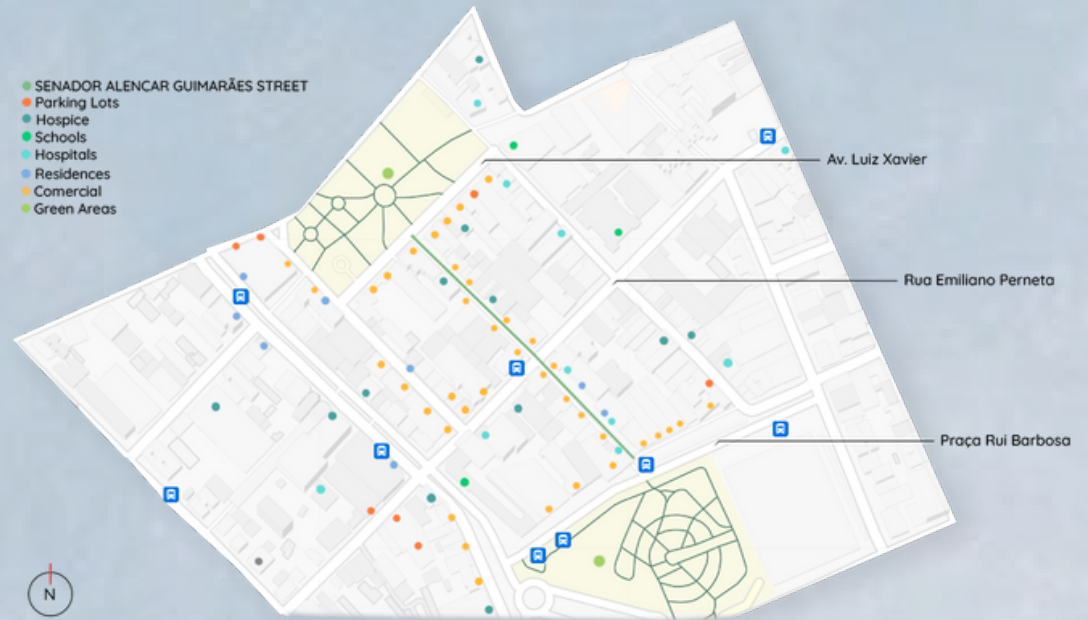 SENADOR ALENCAR GUIMARÃES STREET
Parking Lots
Hospice
Schools
Hospitals
Residences
Comercial
Green Areas
Av. Luiz Xavier
Rua Emiliano Perneta
Praça Rui Barbosa
N